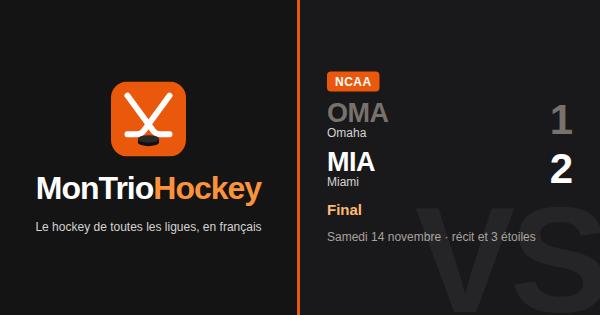 MonTrioHockey
Le hockey de toutes les ligues, en français
NCAA
OMA 1
Omaha
MIA 2
Miami
Final
Samedi 14 novembre · récit et 3 étoiles
VS